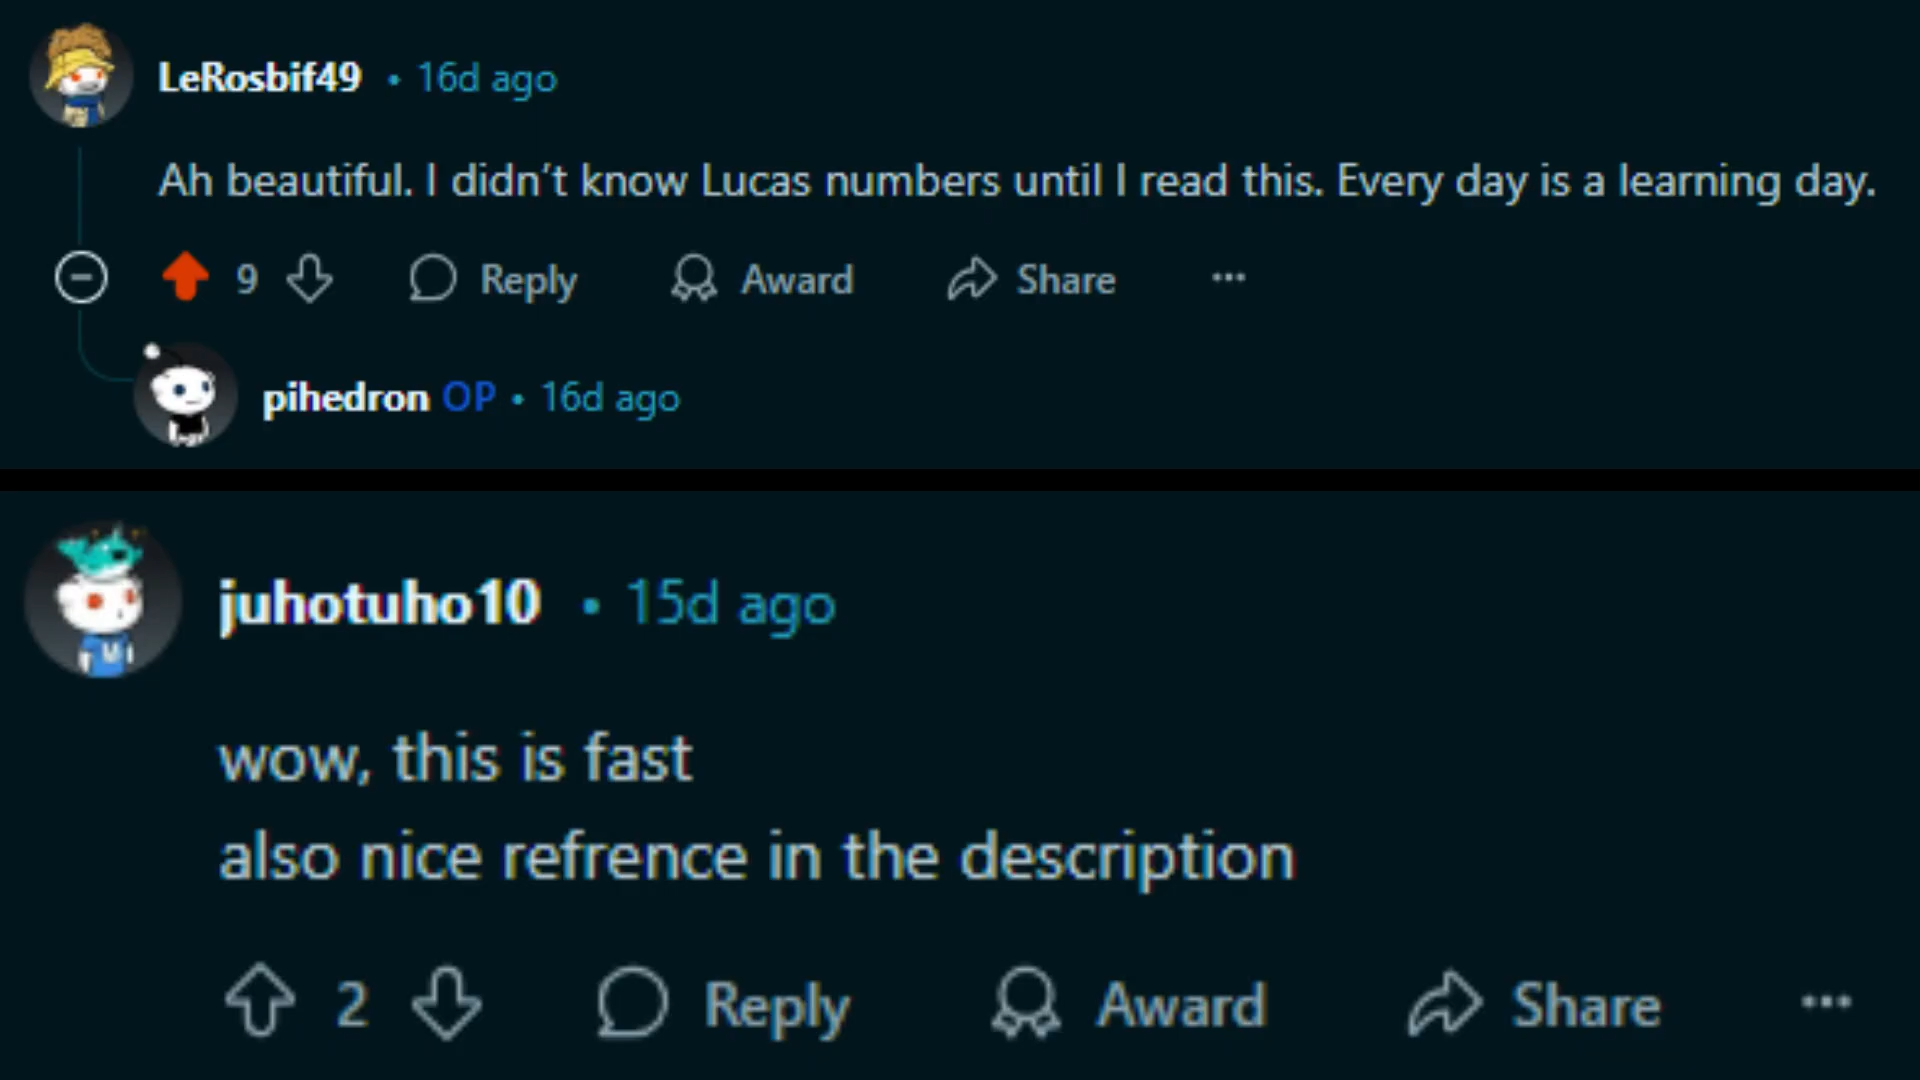 LeRosbif49 • 16d ago
Ah beautiful. I didn’t know Lucas numbers until I read this. Every day is a learning day.
9 Reply Award Share ···
pihedron OP • 16d ago
juhotuho10 • 15d ago
wow, this is fast
also nice refrence in the description
2 Reply Award Share ···